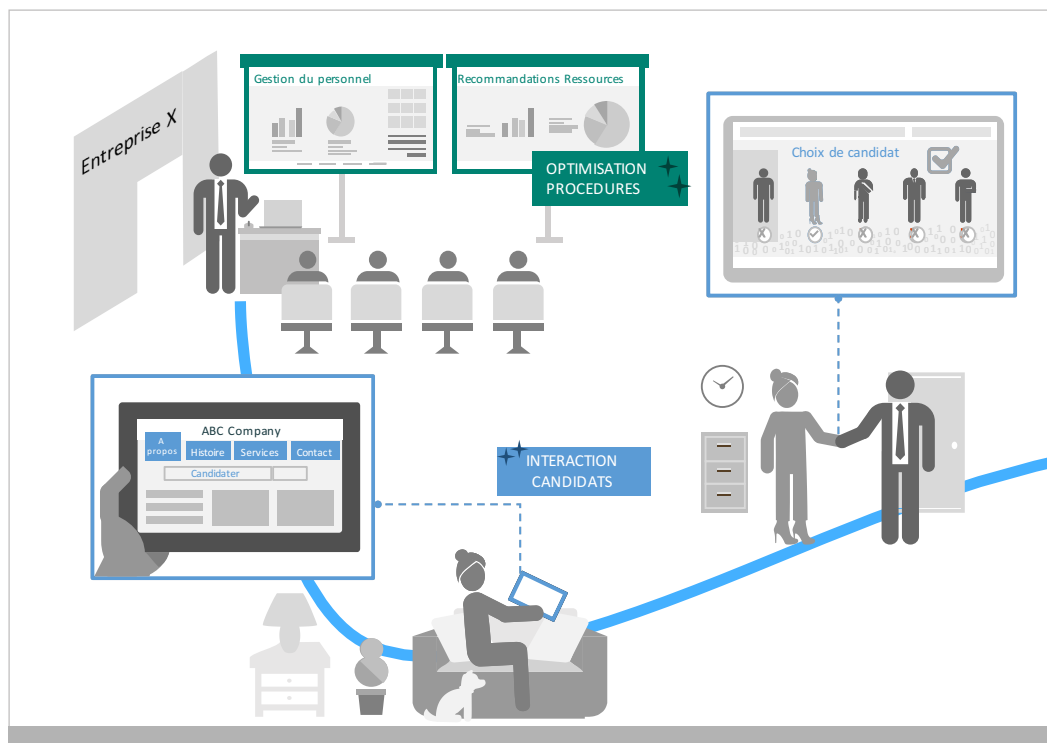 Entreprise X
Gestion du personnel
Recommandations Ressources
OPTIMISATION
PROCEDURES
Choix de candidat
ABC Company
A
propos
Histoire
Services
Contact
Candidater
INTERACTION
CANDIDATS